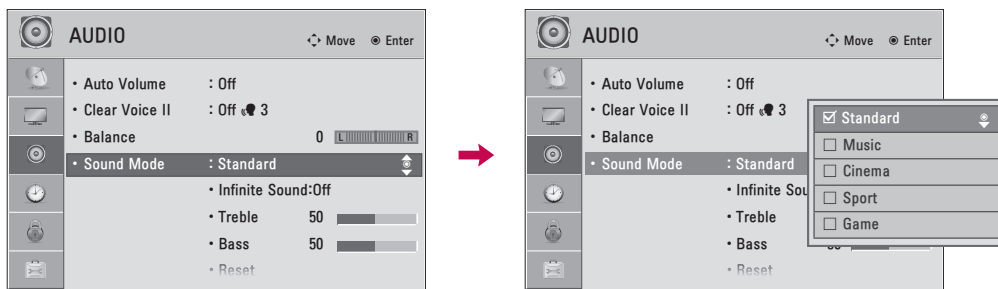 AUDIO
Move Enter
• Auto Volume : Off
• Clear Voice II : Off 3
• Balance 0 L R
• Sound Mode : Standard
• Infinite Sound:Off
• Treble 50
• Bass 50
• Reset
AUDIO
Move Enter
• Auto Volume : Off
• Clear Voice II : Off 3
• Balance
• Sound Mode : Standard
• Infinite Sou
• Treble
• Bass
• Reset
Standard
Music
Cinema
Sport
Game